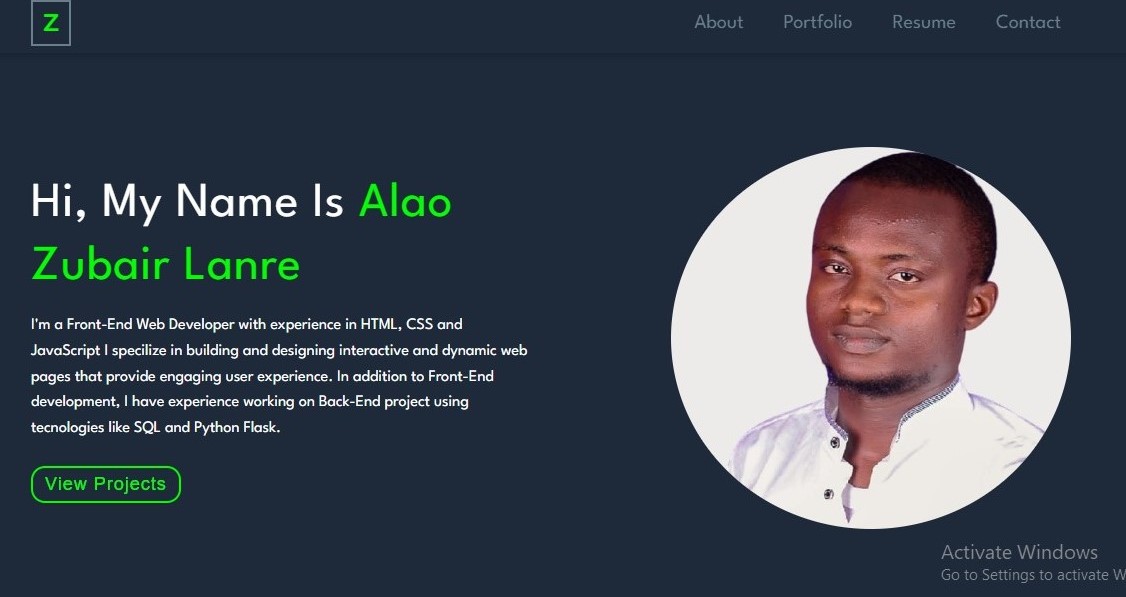 Z
About Portfolio Resume Contact
Hi, My Name Is Alao
Zubair Lanre
I'm a Front-End Web Developer with experience in HTML, CSS and
JavaScript I specilize in building and designing interactive and dynamic web
pages that provide engaging user experience. In addition to Front-End
development, I have experience working on Back-End project using
tecnologies like SQL and Python Flask.
View Projects
Activate Windows
Go to Settings to activate W